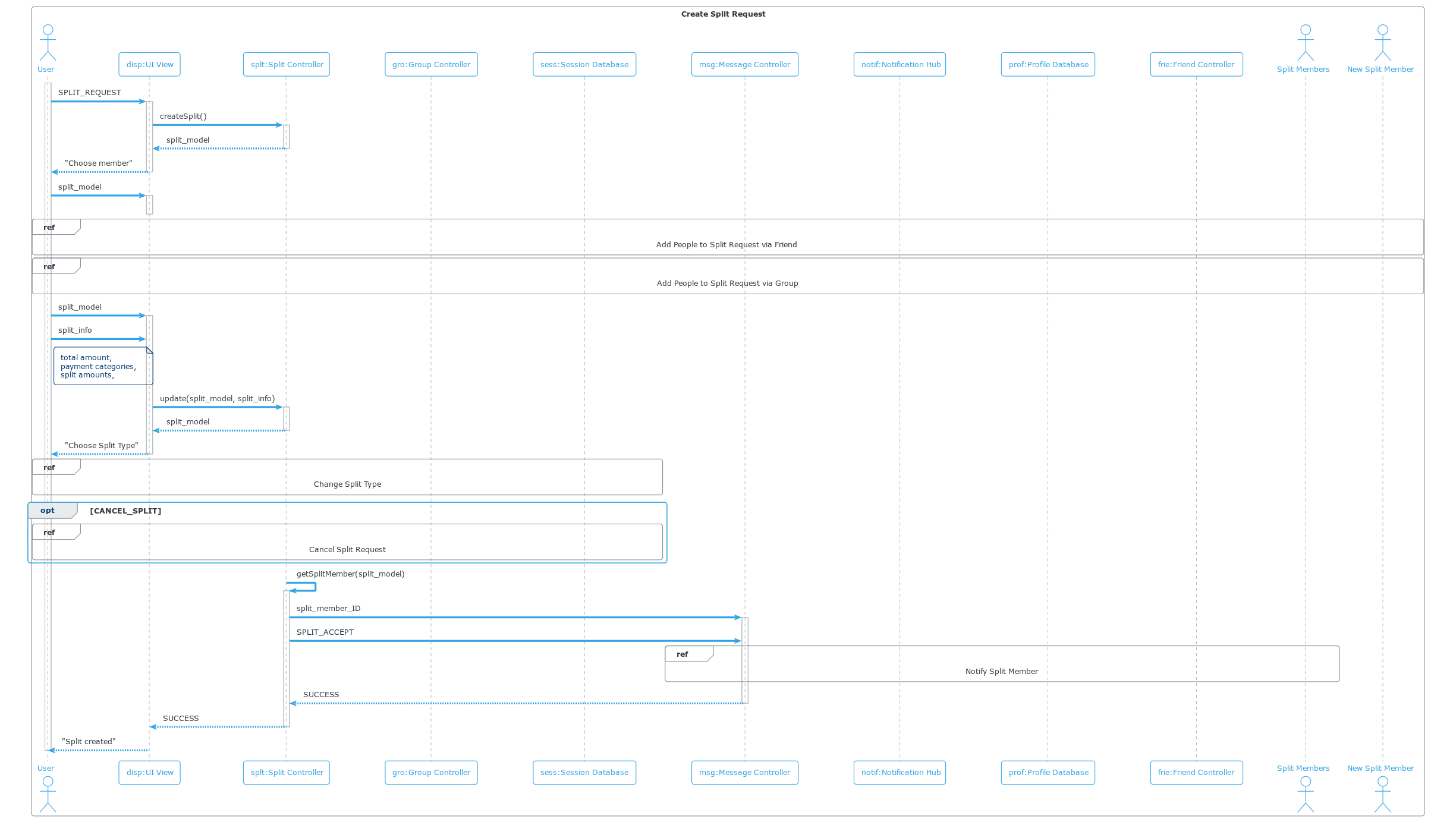 Create Split Request
User
disp:UI View
splt:Split Controller
gro:Group Controller
sess:Session Database
msg:Message Controller
notif:Notification Hub
prof:Profile Database
frie:Friend Controller
Split Members
New Split Member
SPLIT_REQUEST
createSplit()
split_model
"Choose member"
split_model
ref
Add People to Split Request via Friend
ref
Add People to Split Request via Group
split_model
split_info
total amount,
payment categories,
split amounts,
update(split_model, split_info)
split_model
"Choose Split Type"
ref
Change Split Type
opt
[CANCEL_SPLIT]
ref
Cancel Split Request
getSplitMember(split_model)
split_member_ID
SPLIT_ACCEPT
ref
Notify Split Member
SUCCESS
SUCCESS
"Split created"
User
disp:UI View
splt:Split Controller
gro:Group Controller
sess:Session Database
msg:Message Controller
notif:Notification Hub
prof:Profile Database
frie:Friend Controller
Split Members
New Split Member